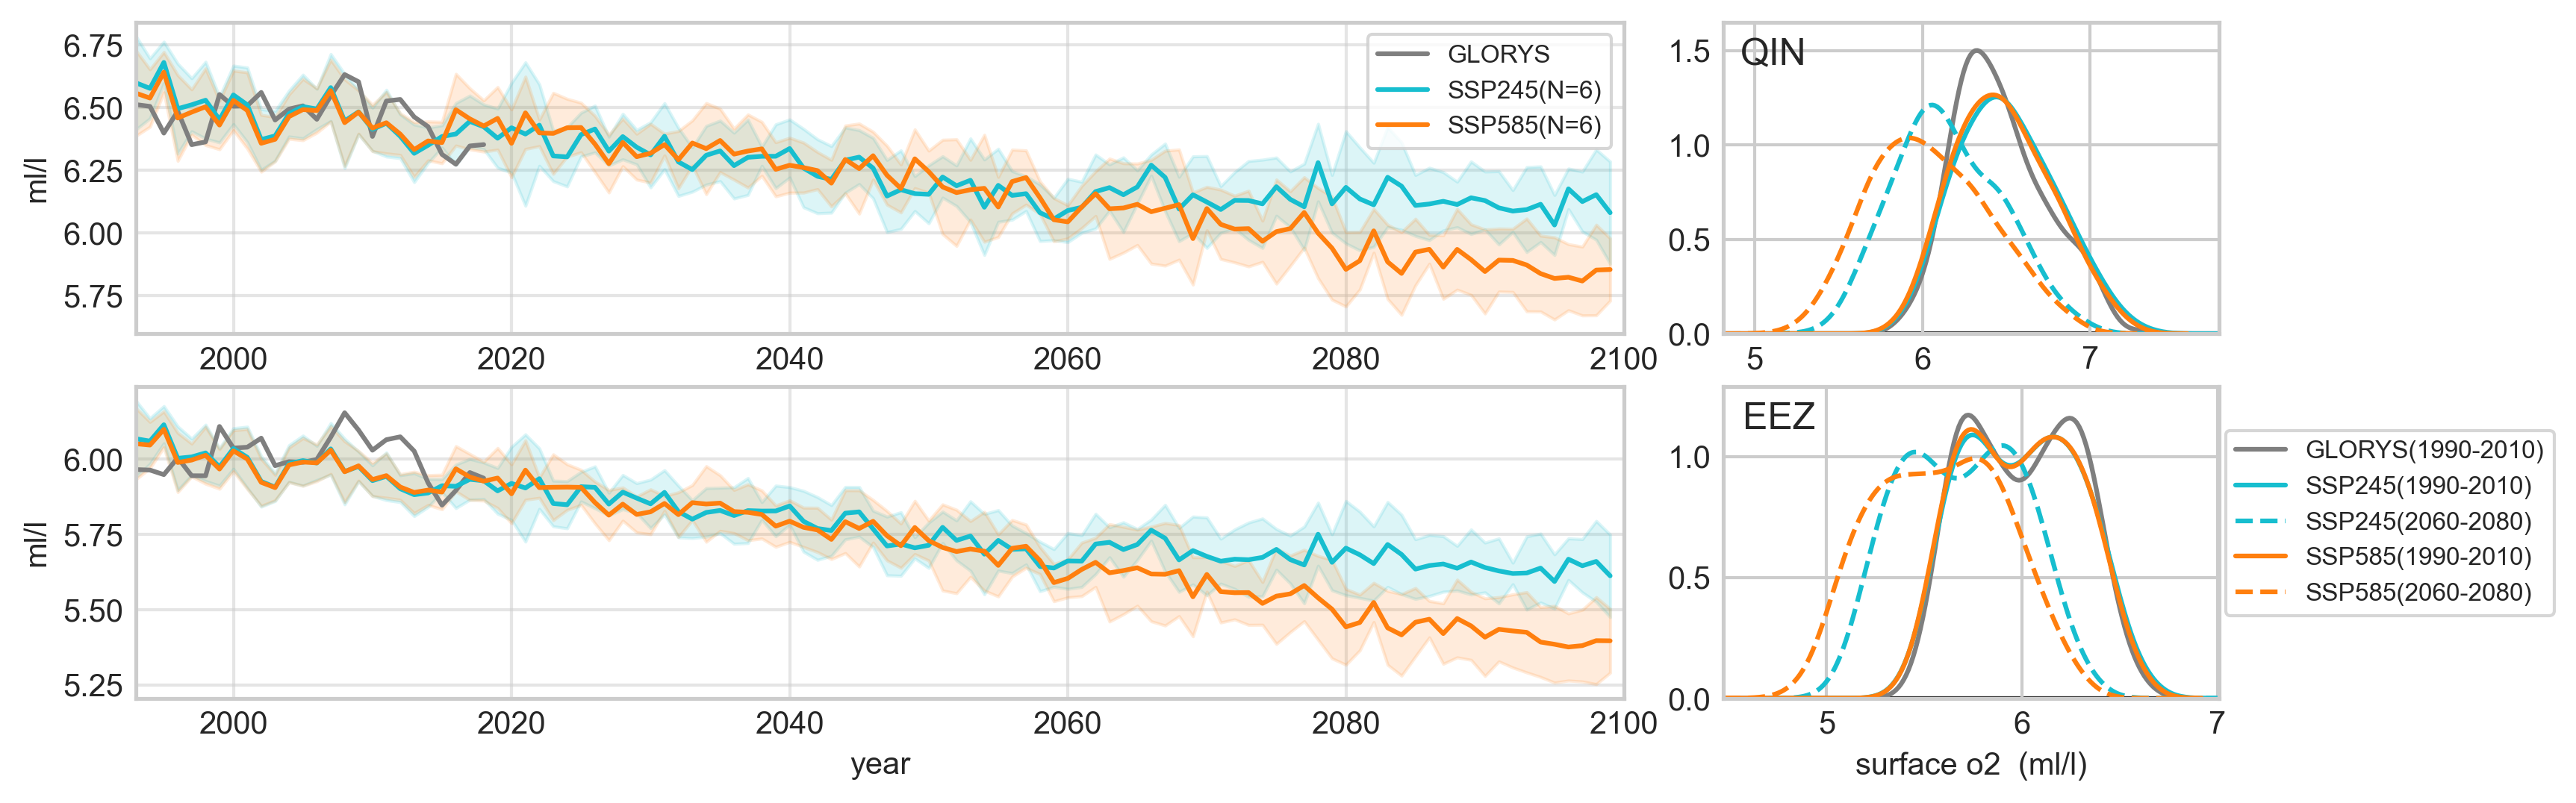 6.75
6.50
6.25
6.00
5.75
ml/l
GLORYS
SSP245(N=6)
SSP585(N=6)
2000 2020 2040 2060 2080 2100
QIN
1.5
1.0
0.5
0.0
5 6 7
6.00
5.75
5.50
5.25
ml/l
2000 2020 2040 2060 2080 2100
year
EEZ
1.0
0.5
0.0
5 6 7
surface o2 (ml/l)
GLORYS(1990-2010)
SSP245(1990-2010)
SSP245(2060-2080)
SSP585(1990-2010)
SSP585(2060-2080)